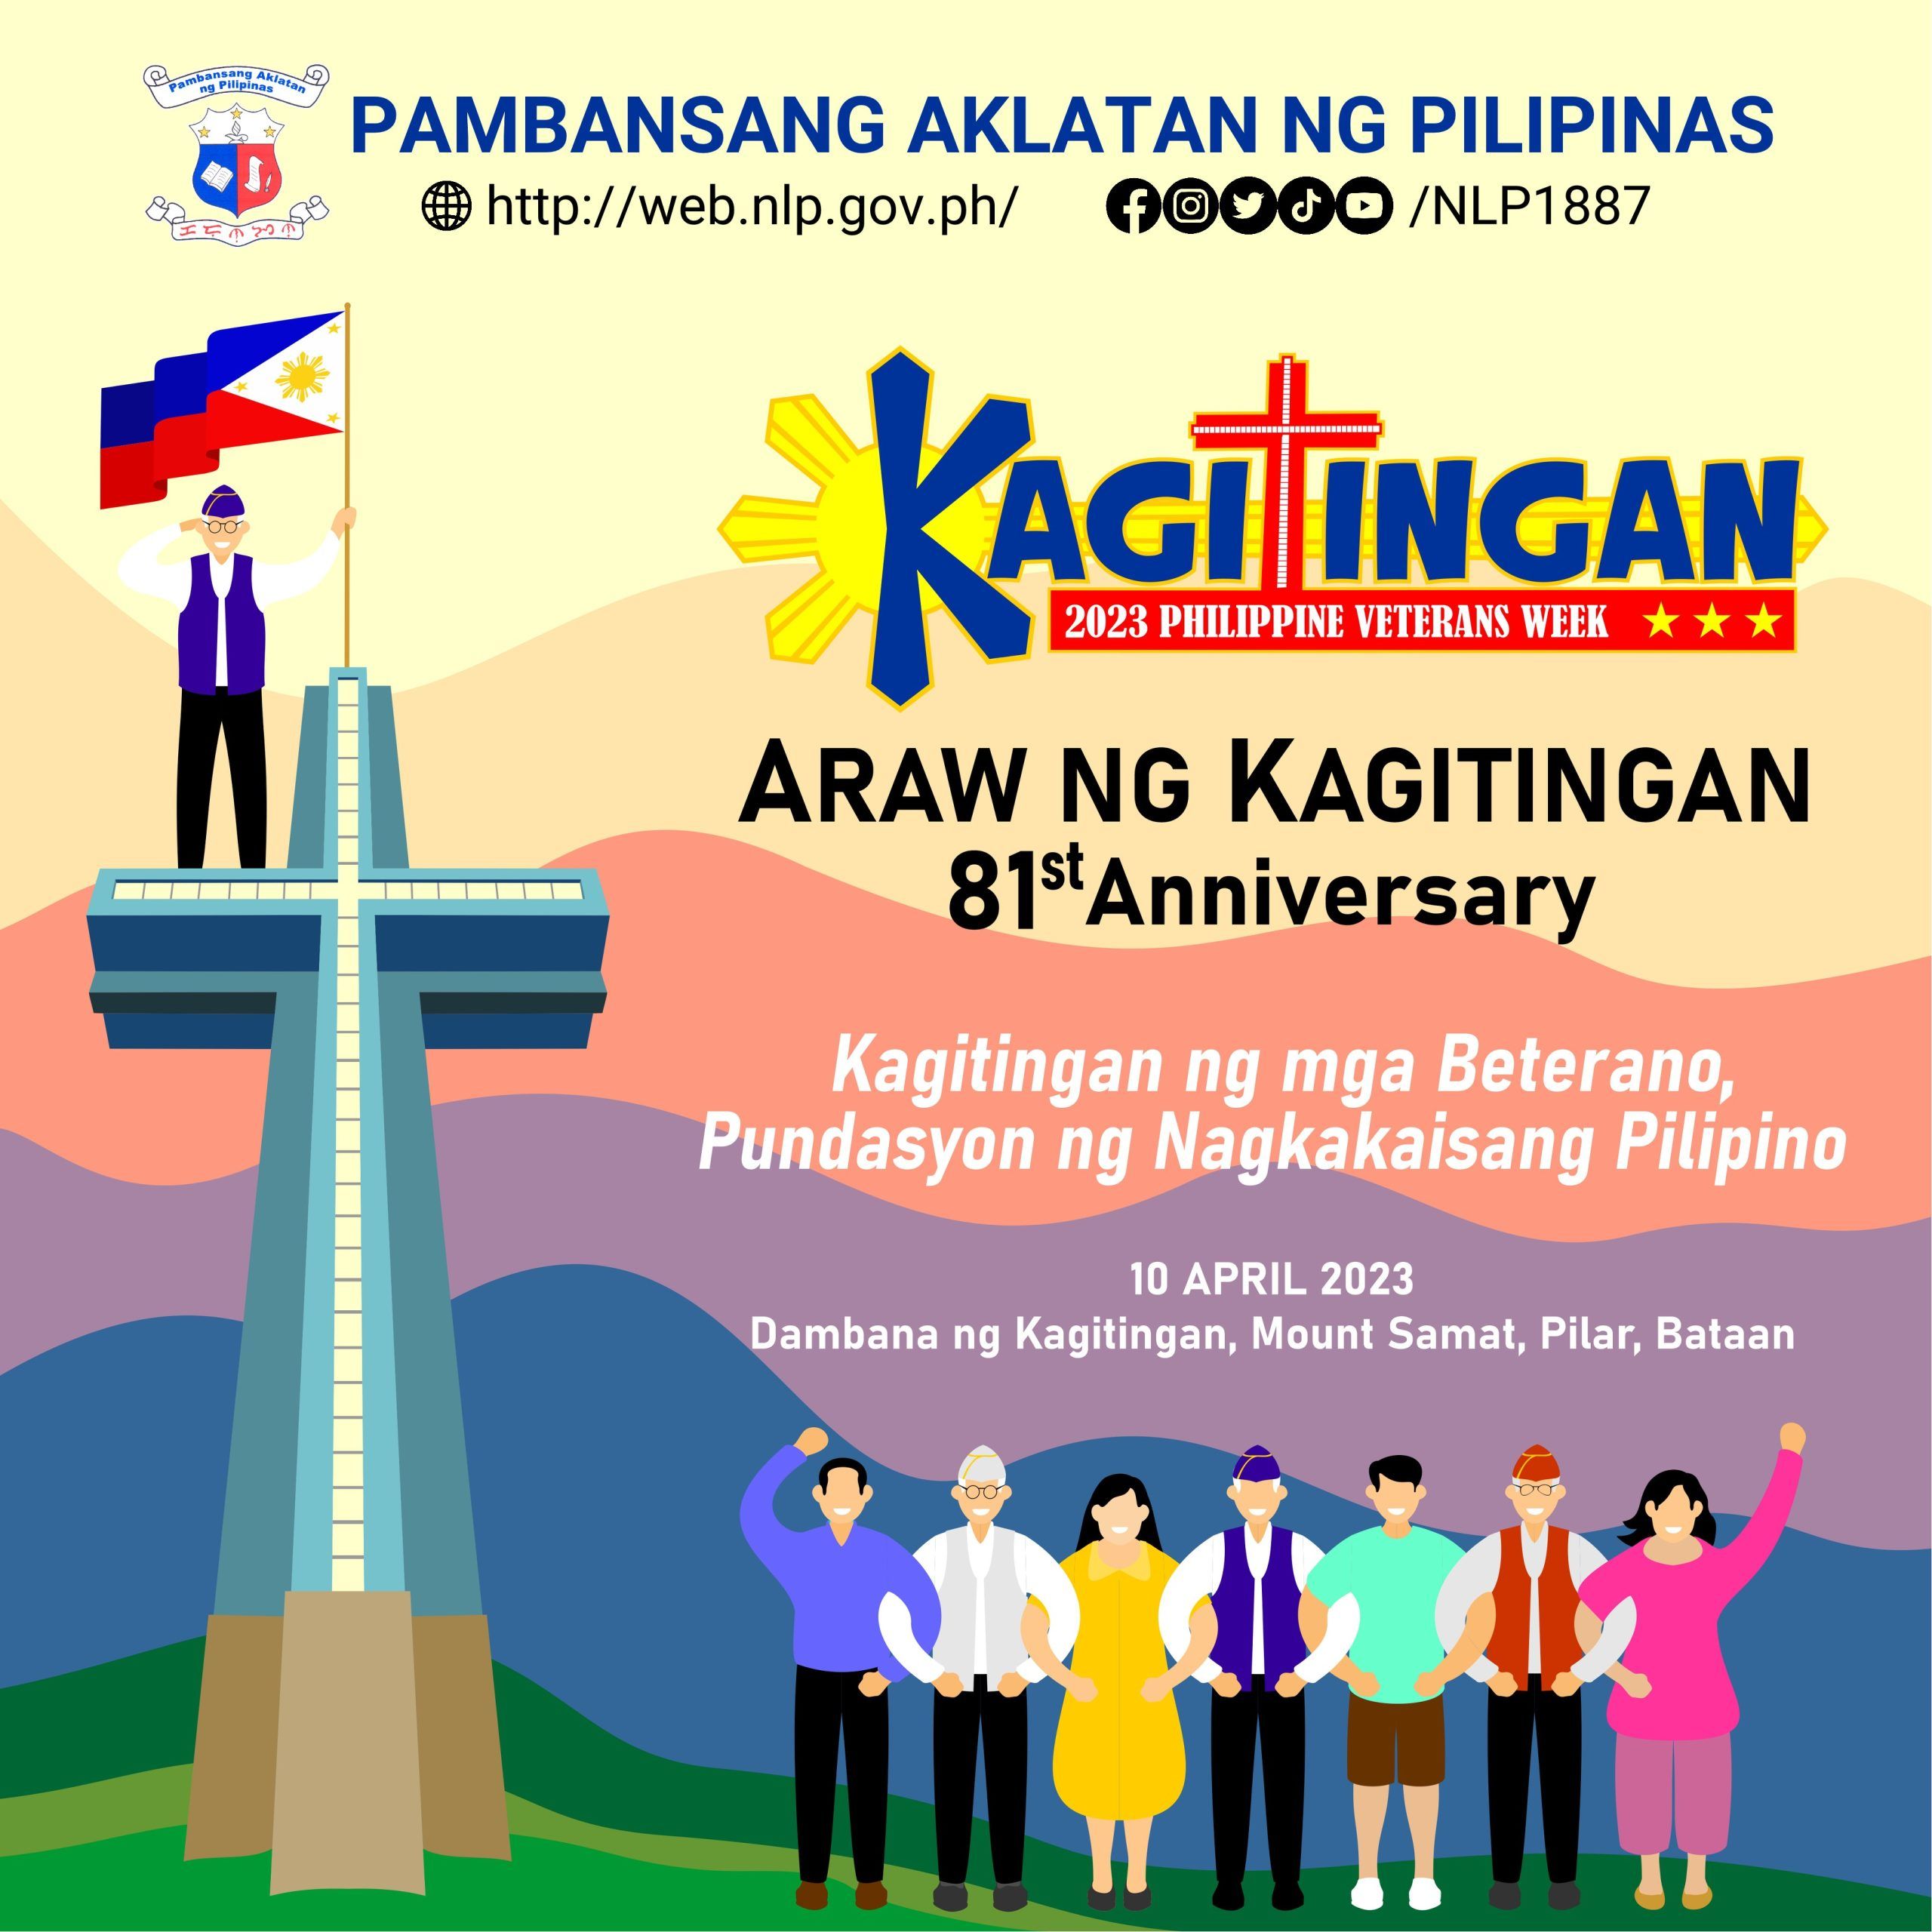 Pambansang Aklatan
ng Pilipinas
PAMBANSANG AKLATAN NG PILIPINAS
http://web.nlp.gov.ph/ /NLP1887
KAGITINGAN
2023 PHILIPPINE VETERANS WEEK
ARAW NG KAGITINGAN
81st Anniversary
Kagitingan ng mga Beterano,
Pundasyon ng Nagkakaisang Pilipino
10 APRIL 2023
Dambana ng Kagitingan, Mount Samat, Pilar, Bataan